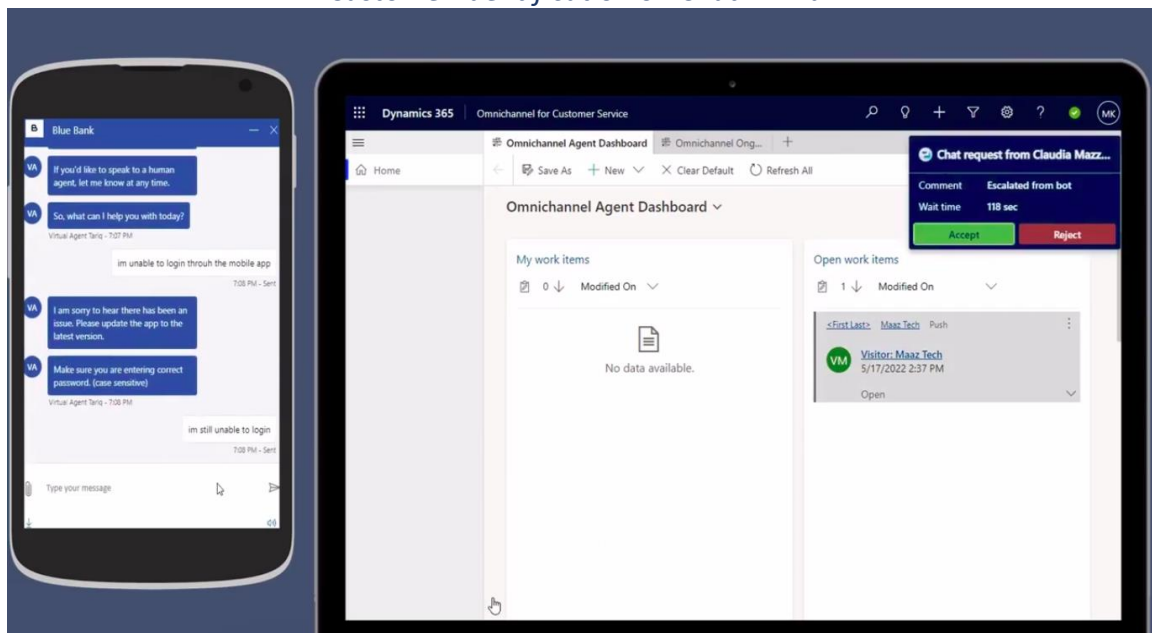 B Blue Bank
VA
If you'd like to speak to a human
agent, let me know at any time.
VA
So, what can I help you with today?
Virtual Agent Tariq - 7:07 PM
im unable to login throuh the mobile app
7:08 PM - Sent
VA
I am sorry to hear there has been an
issue. Please update the app to the
latest version.
VA
Make sure you are entering correct
password. (case sensitive)
Virtual Agent Tariq - 7:08 PM
im still unable to login
7:08 PM - Sent
Type your message
Dynamics 365 Omnichannel for Customer Service
MK
Omnichannel Agent Dashboard
Omnichannel Ong...
Home
Save As
New
Clear Default
Refresh All
Chat request from Claudia Mazz...
Comment Escalated from bot
Wait time 118 sec
Accept Reject
Omnichannel Agent Dashboard
My work items
0 Modified On
No data available.
Open work items
1 Modified On
<First Last> Maaz Tech Push
VM
Visitor: Maaz Tech
5/17/2022 2:37 PM
Open